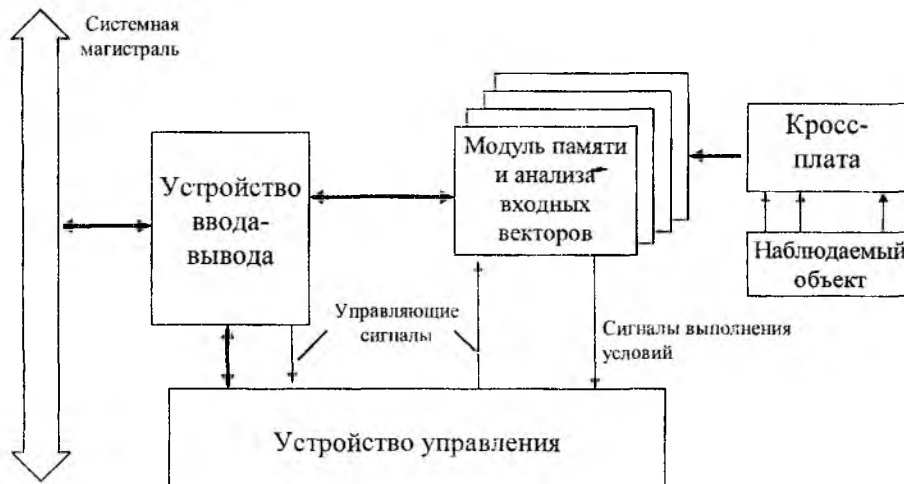 Системная
магистраль
Устройство
ввода-
вывода
Модуль памяти
и анализа
входных
векторов
Кросс-
плата
Наблюдаемый
объект
Управляющие
сигналы
Сигналы выполнения
условий
Устройство управления